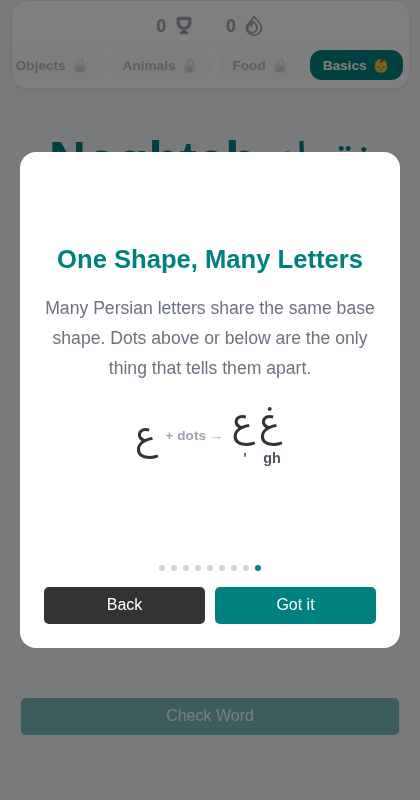 0 0
Objects Animals Food Basics
One Shape, Many Letters
Many Persian letters share the same base
shape. Dots above or below are the only
thing that tells them apart.
ع + dots → ع غ
' gh
Back Got it
Check Word